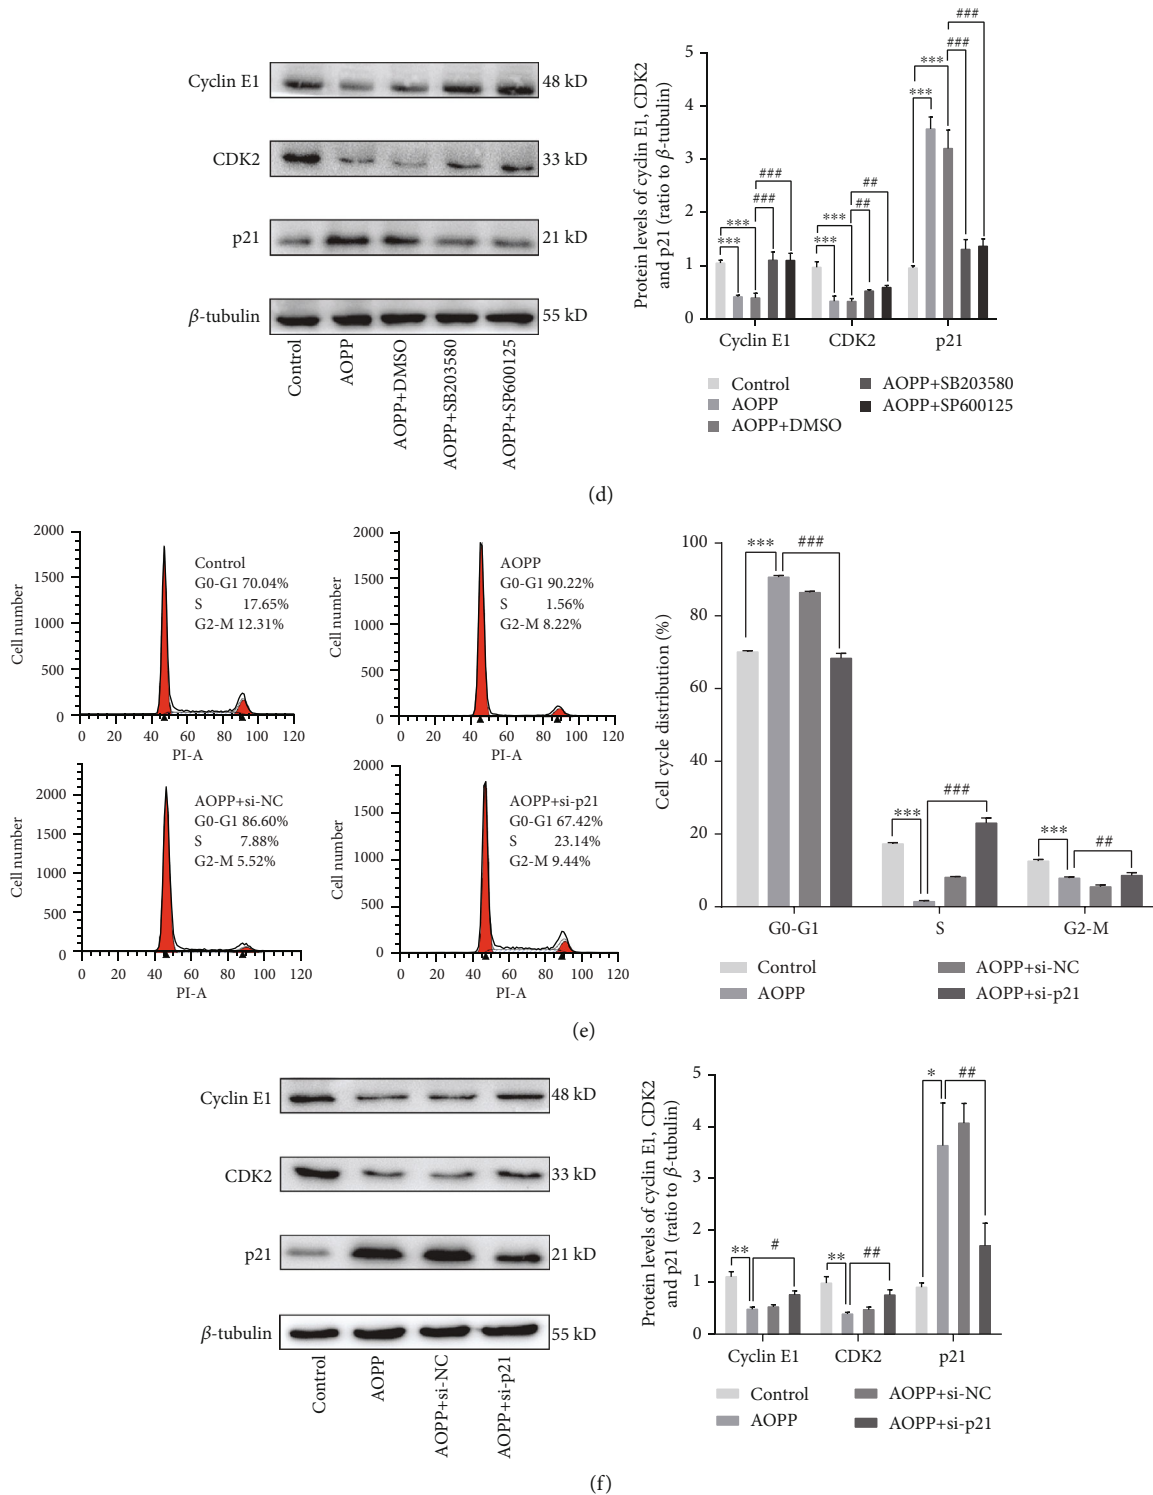 Cyclin E1
48 kD
CDK2
33 kD
p21
21 kD
β-tubulin
55 kD
Control
AOPP
AOPP+DMSO
AOPP+SB203580
AOPP+SP600125
Protein levels of cyclin E1, CDK2
and p21 (ratio to β-tubulin)
5
4
3
2
1
0
***
***
###
###
***
***
##
##
***
***
###
###
Cyclin E1
CDK2
p21
Control
AOPP
AOPP+DMSO
AOPP+SB203580
AOPP+SP600125
(d)
Cell number
2000
1500
1000
500
0
Control
G0-G1 70.04%
S 17.65%
G2-M 12.31%
0 20 40 60 80 100 120
PI-A
Cell number
2000
1500
1000
500
0
AOPP
G0-G1 90.22%
S 1.56%
G2-M 8.22%
0 20 40 60 80 100 120
PI-A
Cell number
2000
1500
1000
500
0
AOPP+si-NC
G0-G1 86.60%
S 7.88%
G2-M 5.52%
0 20 40 60 80 100 120
PI-A
Cell number
2000
1500
1000
500
0
AOPP+si-p21
G0-G1 67.42%
S 23.14%
G2-M 9.44%
0 20 40 60 80 100 120
PI-A
Cell cycle distribution (%)
100
80
60
40
20
0
***
###
***
###
***
##
G0-G1
S
G2-M
Control
AOPP
AOPP+si-NC
AOPP+si-p21
(e)
Cyclin E1
48 kD
CDK2
33 kD
p21
21 kD
β-tubulin
55 kD
Control
AOPP
AOPP+si-NC
AOPP+si-p21
Protein levels of cyclin E1, CDK2
and p21 (ratio to β-tubulin)
5
4
3
2
1
0
**
#
**
##
*
##
Cyclin E1
CDK2
p21
Control
AOPP
AOPP+si-NC
AOPP+si-p21
(f)